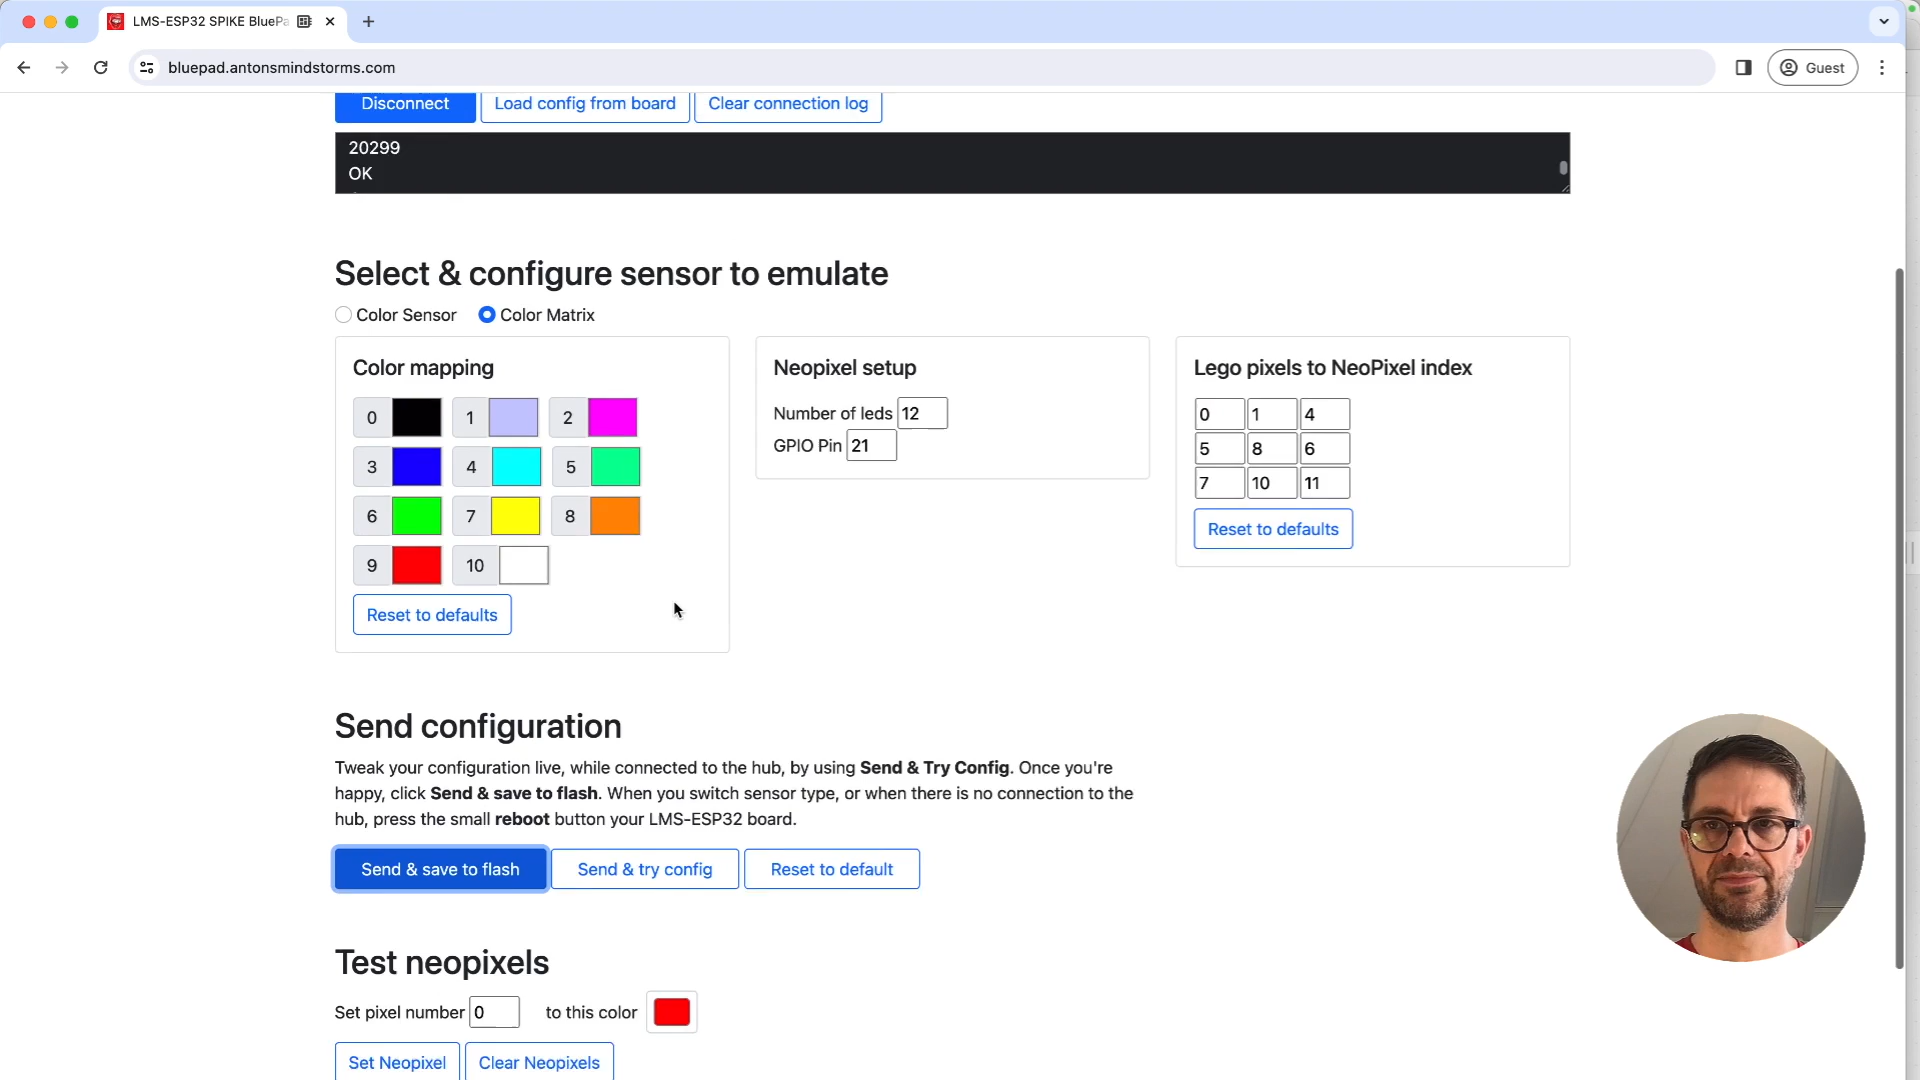 LMS-ESP32 SPIKE BluePa
bluepad.antonsmindstorms.com
Guest
Disconnect
Load config from board
Clear connection log
20299
OK
Select & configure sensor to emulate
Color Sensor
Color Matrix
Color mapping
0
1
2
3
4
5
6
7
8
9
10
Reset to defaults
Neopixel setup
Number of leds 12
GPIO Pin 21
Lego pixels to NeoPixel index
0 1 4
5 8 6
7 10 11
Reset to defaults
Send configuration
Tweak your configuration live, while connected to the hub, by using Send & Try Config. Once you're
happy, click Send & save to flash. When you switch sensor type, or when there is no connection to the
hub, press the small reboot button your LMS-ESP32 board.
Send & save to flash
Send & try config
Reset to default
Test neopixels
Set pixel number 0 to this color
Set Neopixel
Clear Neopixels